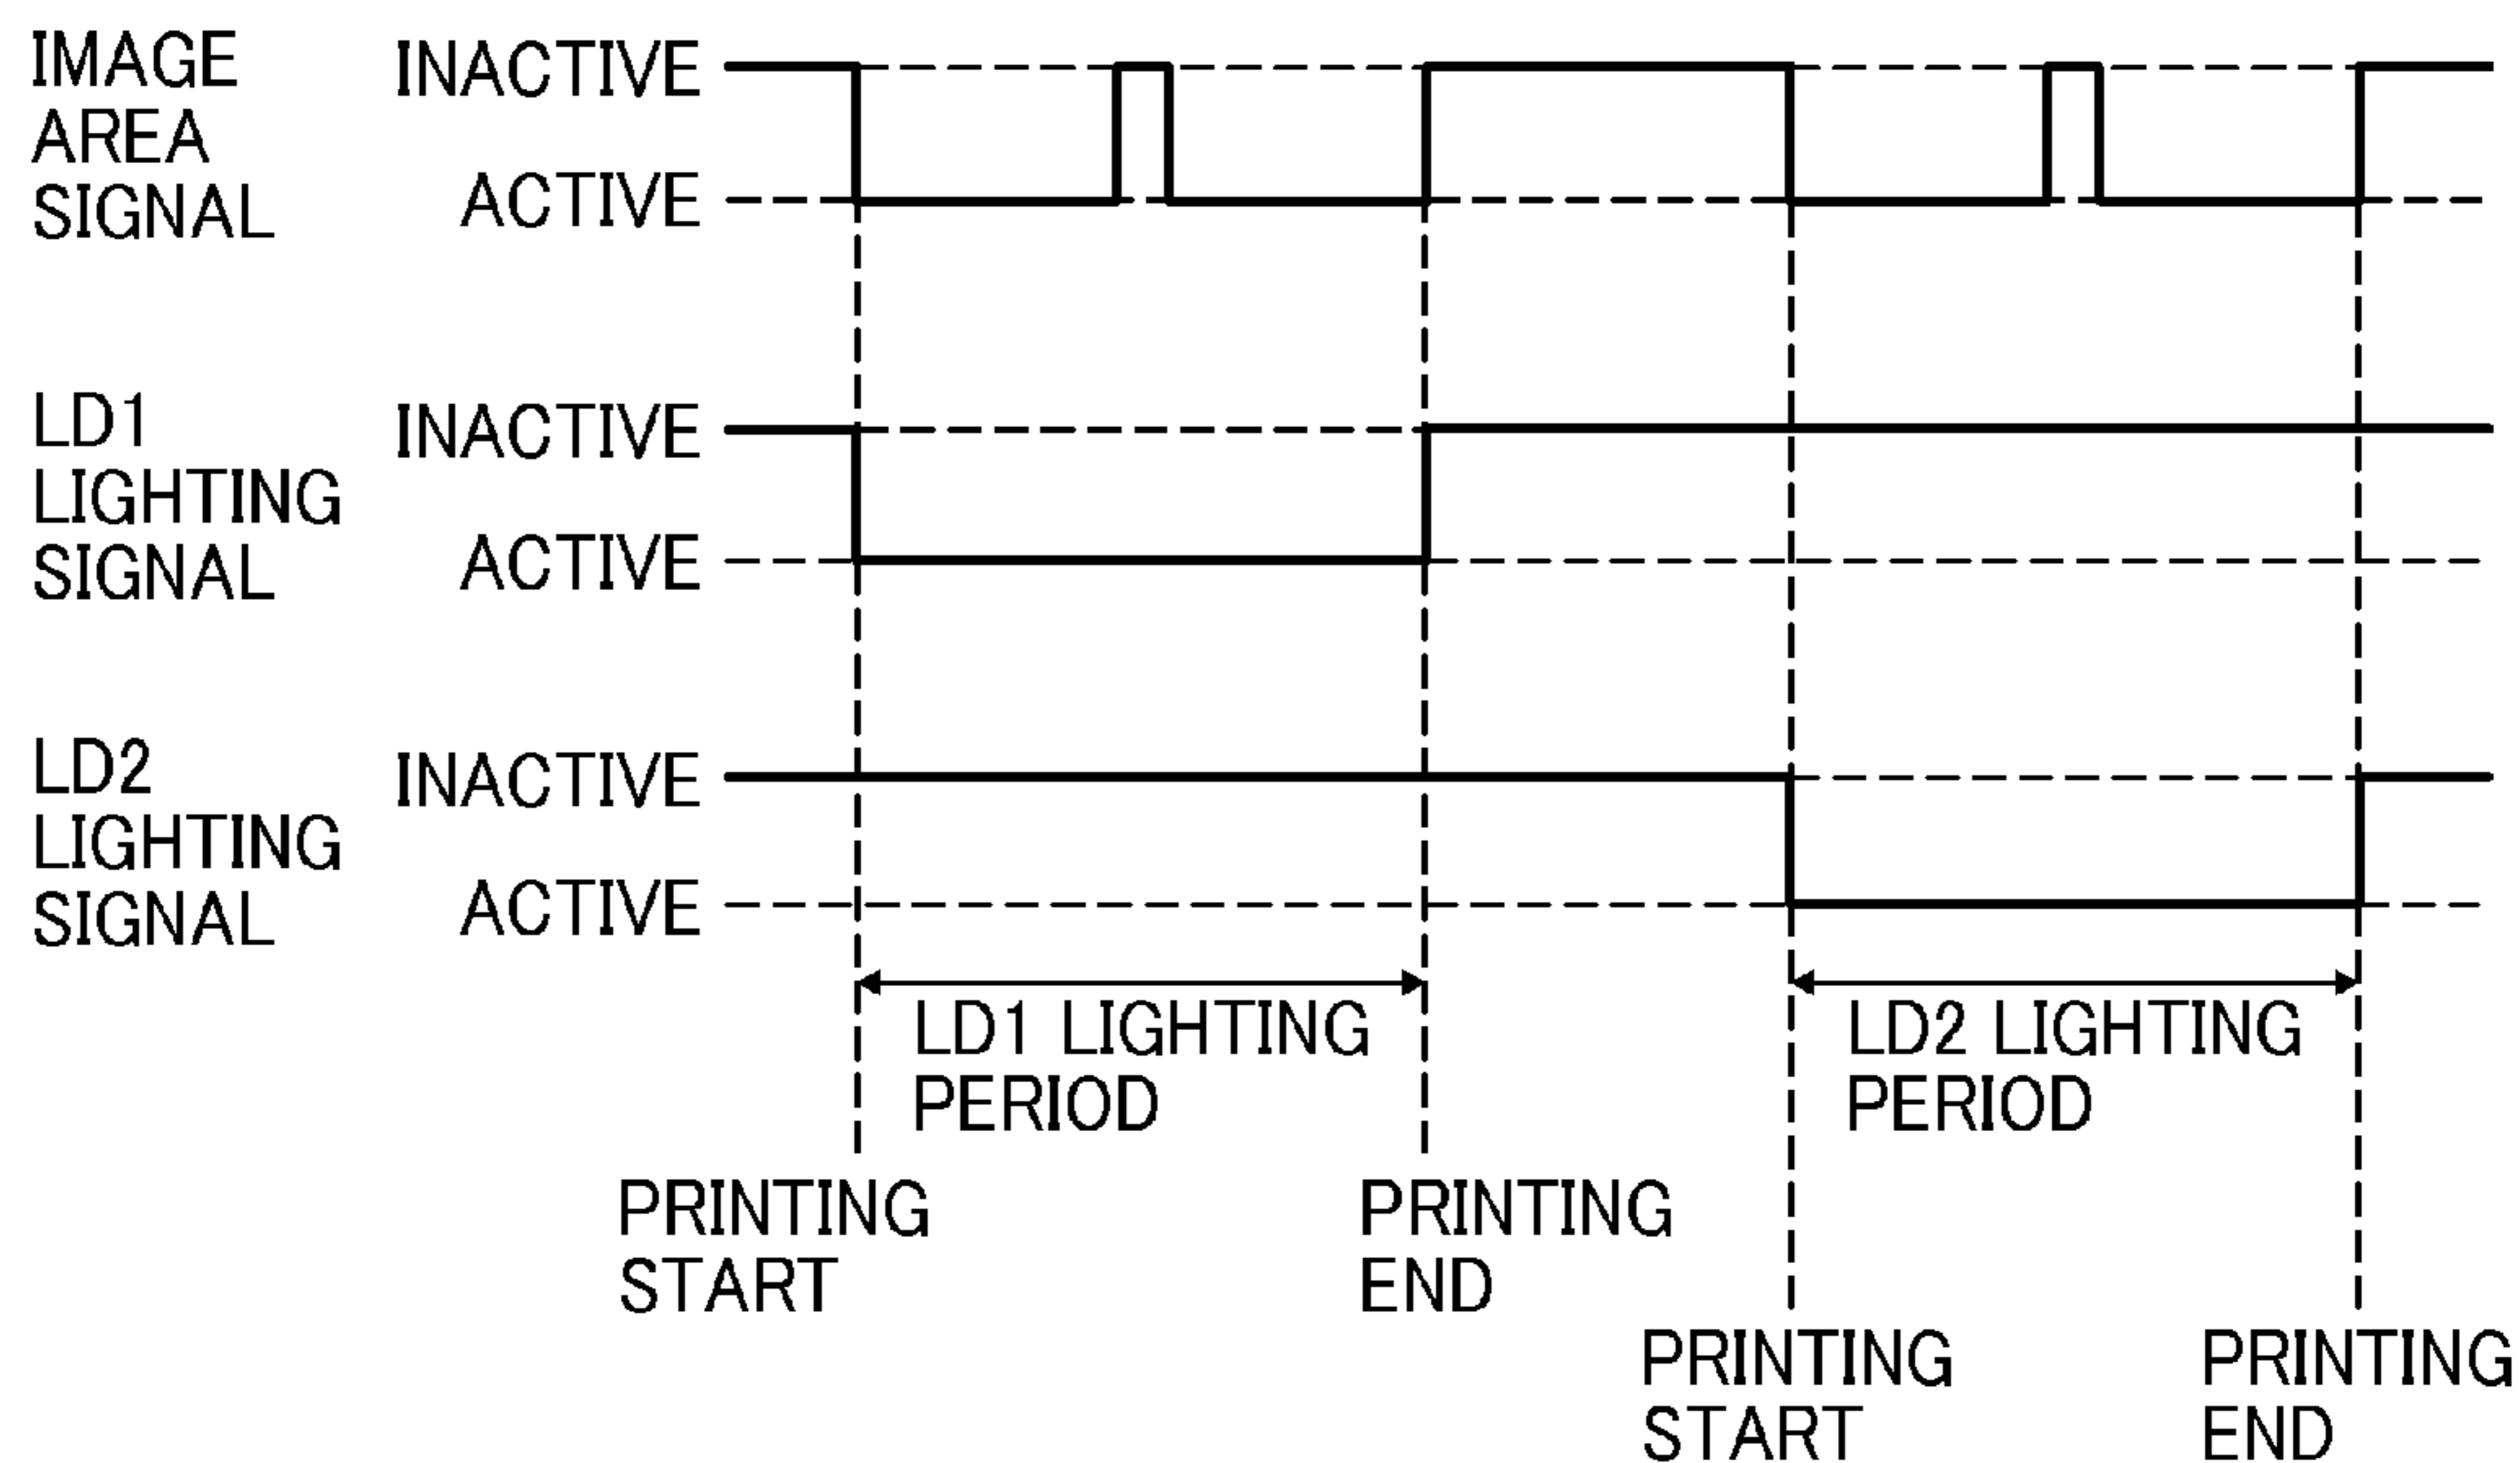 IMAGE
AREA
SIGNAL
INACTIVE
ACTIVE
LD1
LIGHTING
SIGNAL
INACTIVE
ACTIVE
LD2
LIGHTING
SIGNAL
INACTIVE
ACTIVE
LD1 LIGHTING
PERIOD
LD2 LIGHTING
PERIOD
PRINTING
START
PRINTING
END
PRINTING
START
PRINTING
END